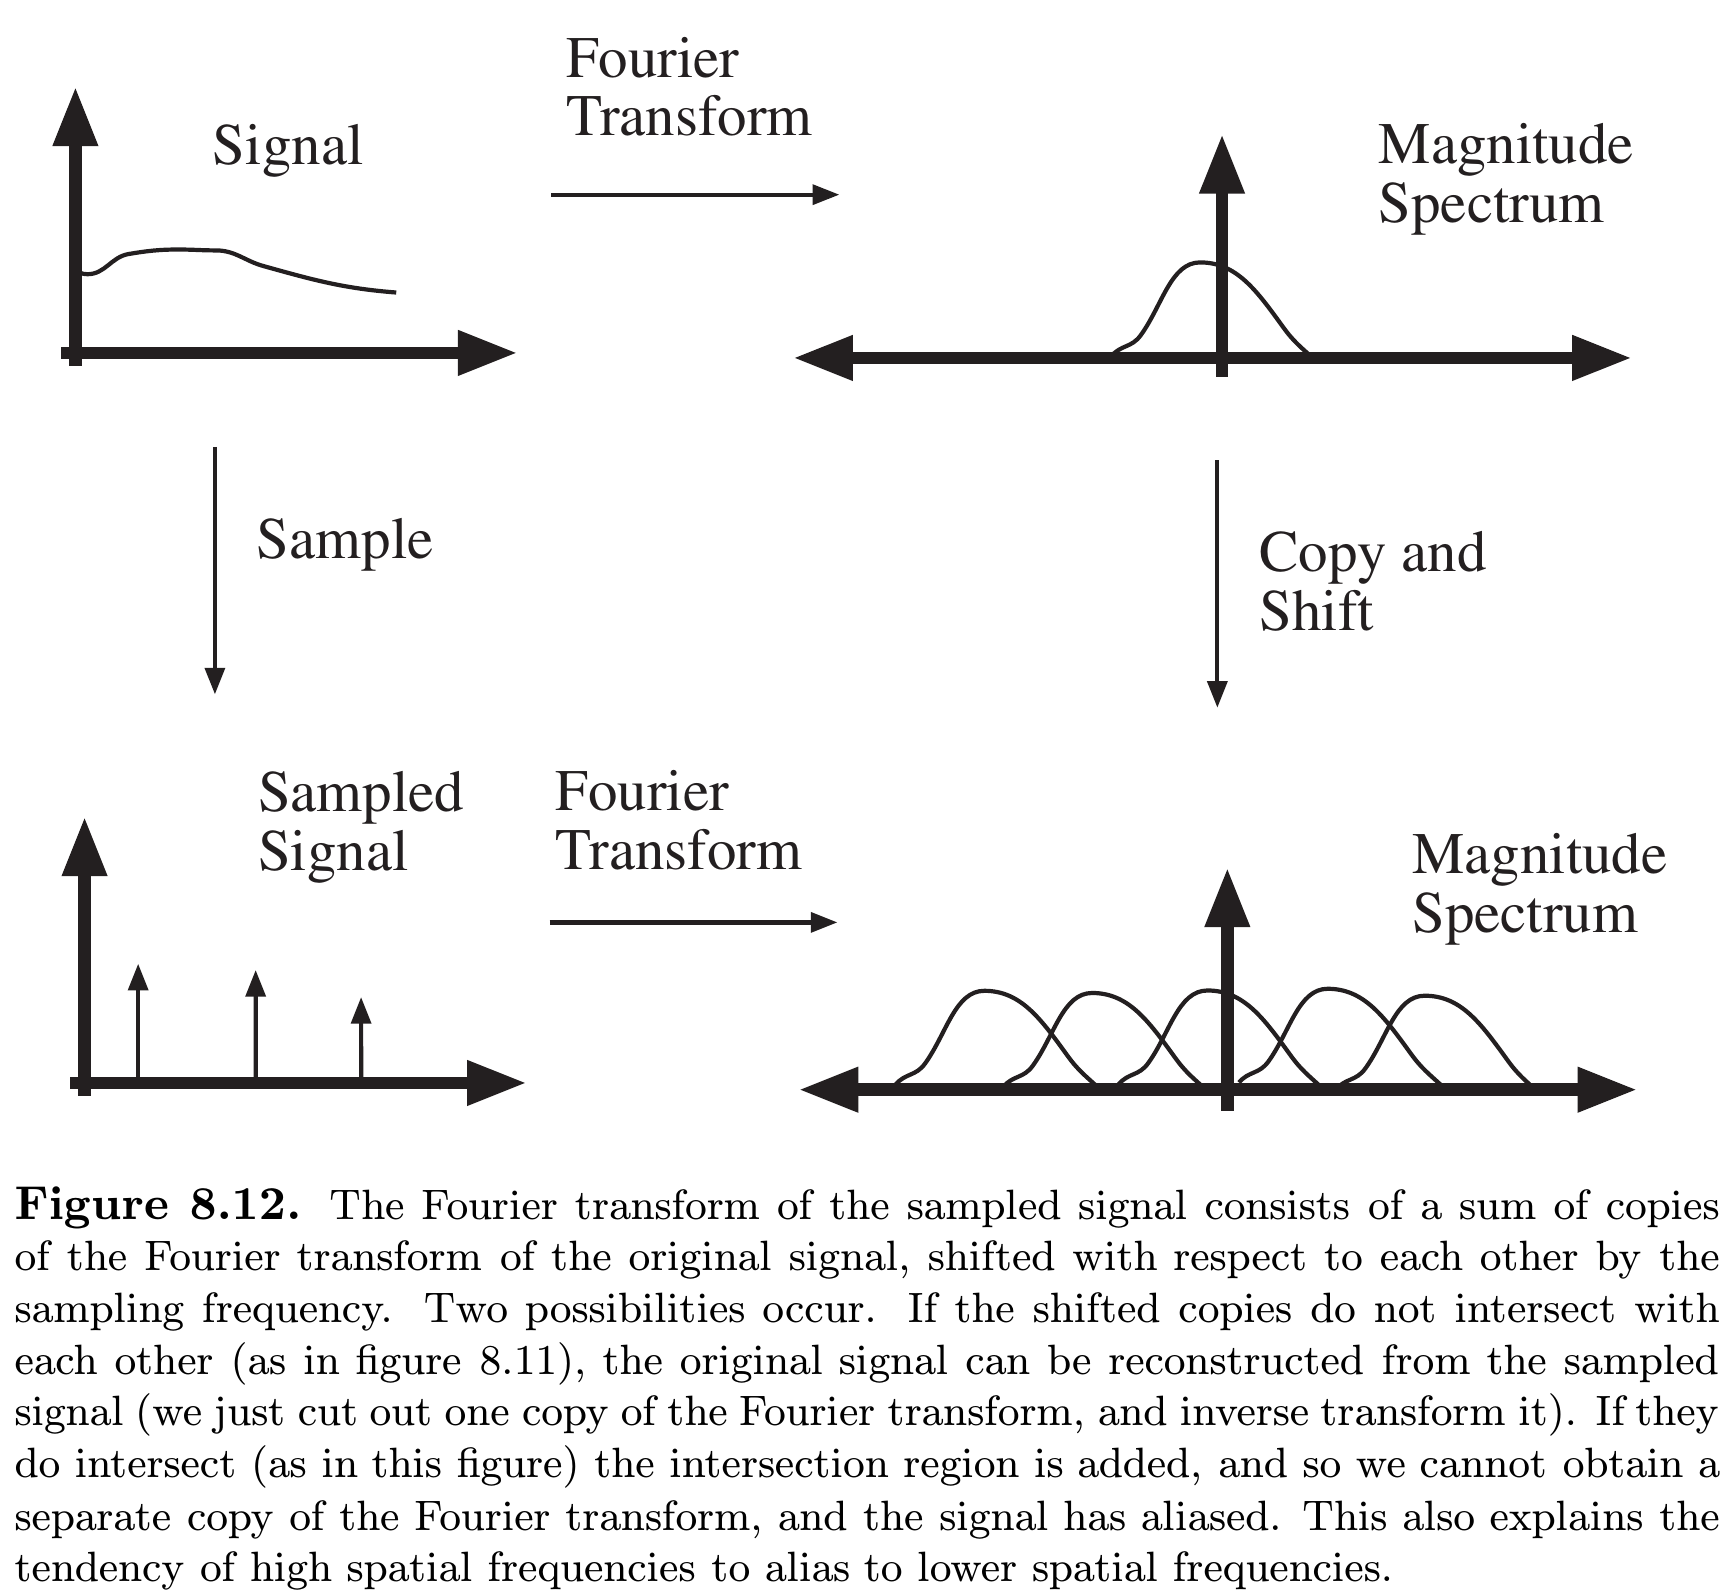 Fourier
Transform
Signal
Magnitude
Spectrum
Sample
Copy and
Shift
Sampled
Signal
Fourier
Transform
Magnitude
Spectrum
Figure 8.12. The Fourier transform of the sampled signal consists of a sum of copies
of the Fourier transform of the original signal, shifted with respect to each other by the
sampling frequency. Two possibilities occur. If the shifted copies do not intersect with
each other (as in figure 8.11), the original signal can be reconstructed from the sampled
signal (we just cut out one copy of the Fourier transform, and inverse transform it). If they
do intersect (as in this figure) the intersection region is added, and so we cannot obtain a
separate copy of the Fourier transform, and the signal has aliased. This also explains the
tendency of high spatial frequencies to alias to lower spatial frequencies.